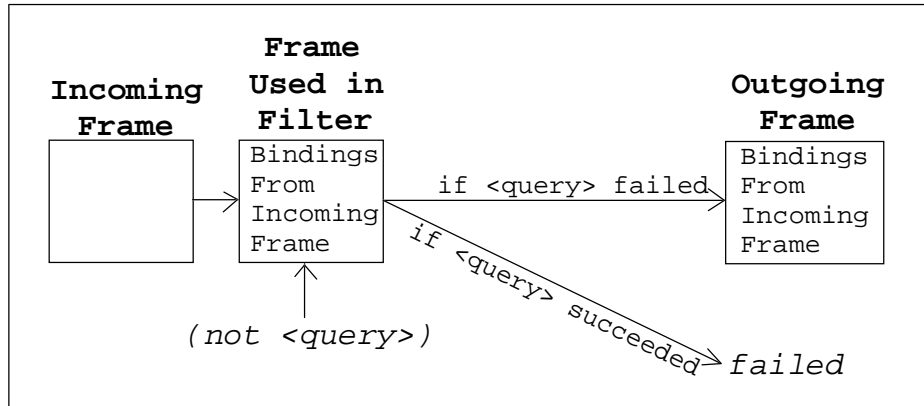 Incoming
Frame
Frame
Used in
Filter
Bindings
From
Incoming
Frame
(not <query>)
if <query> failed
if <query> succeeded
failed
Outgoing
Frame
Bindings
From
Incoming
Frame